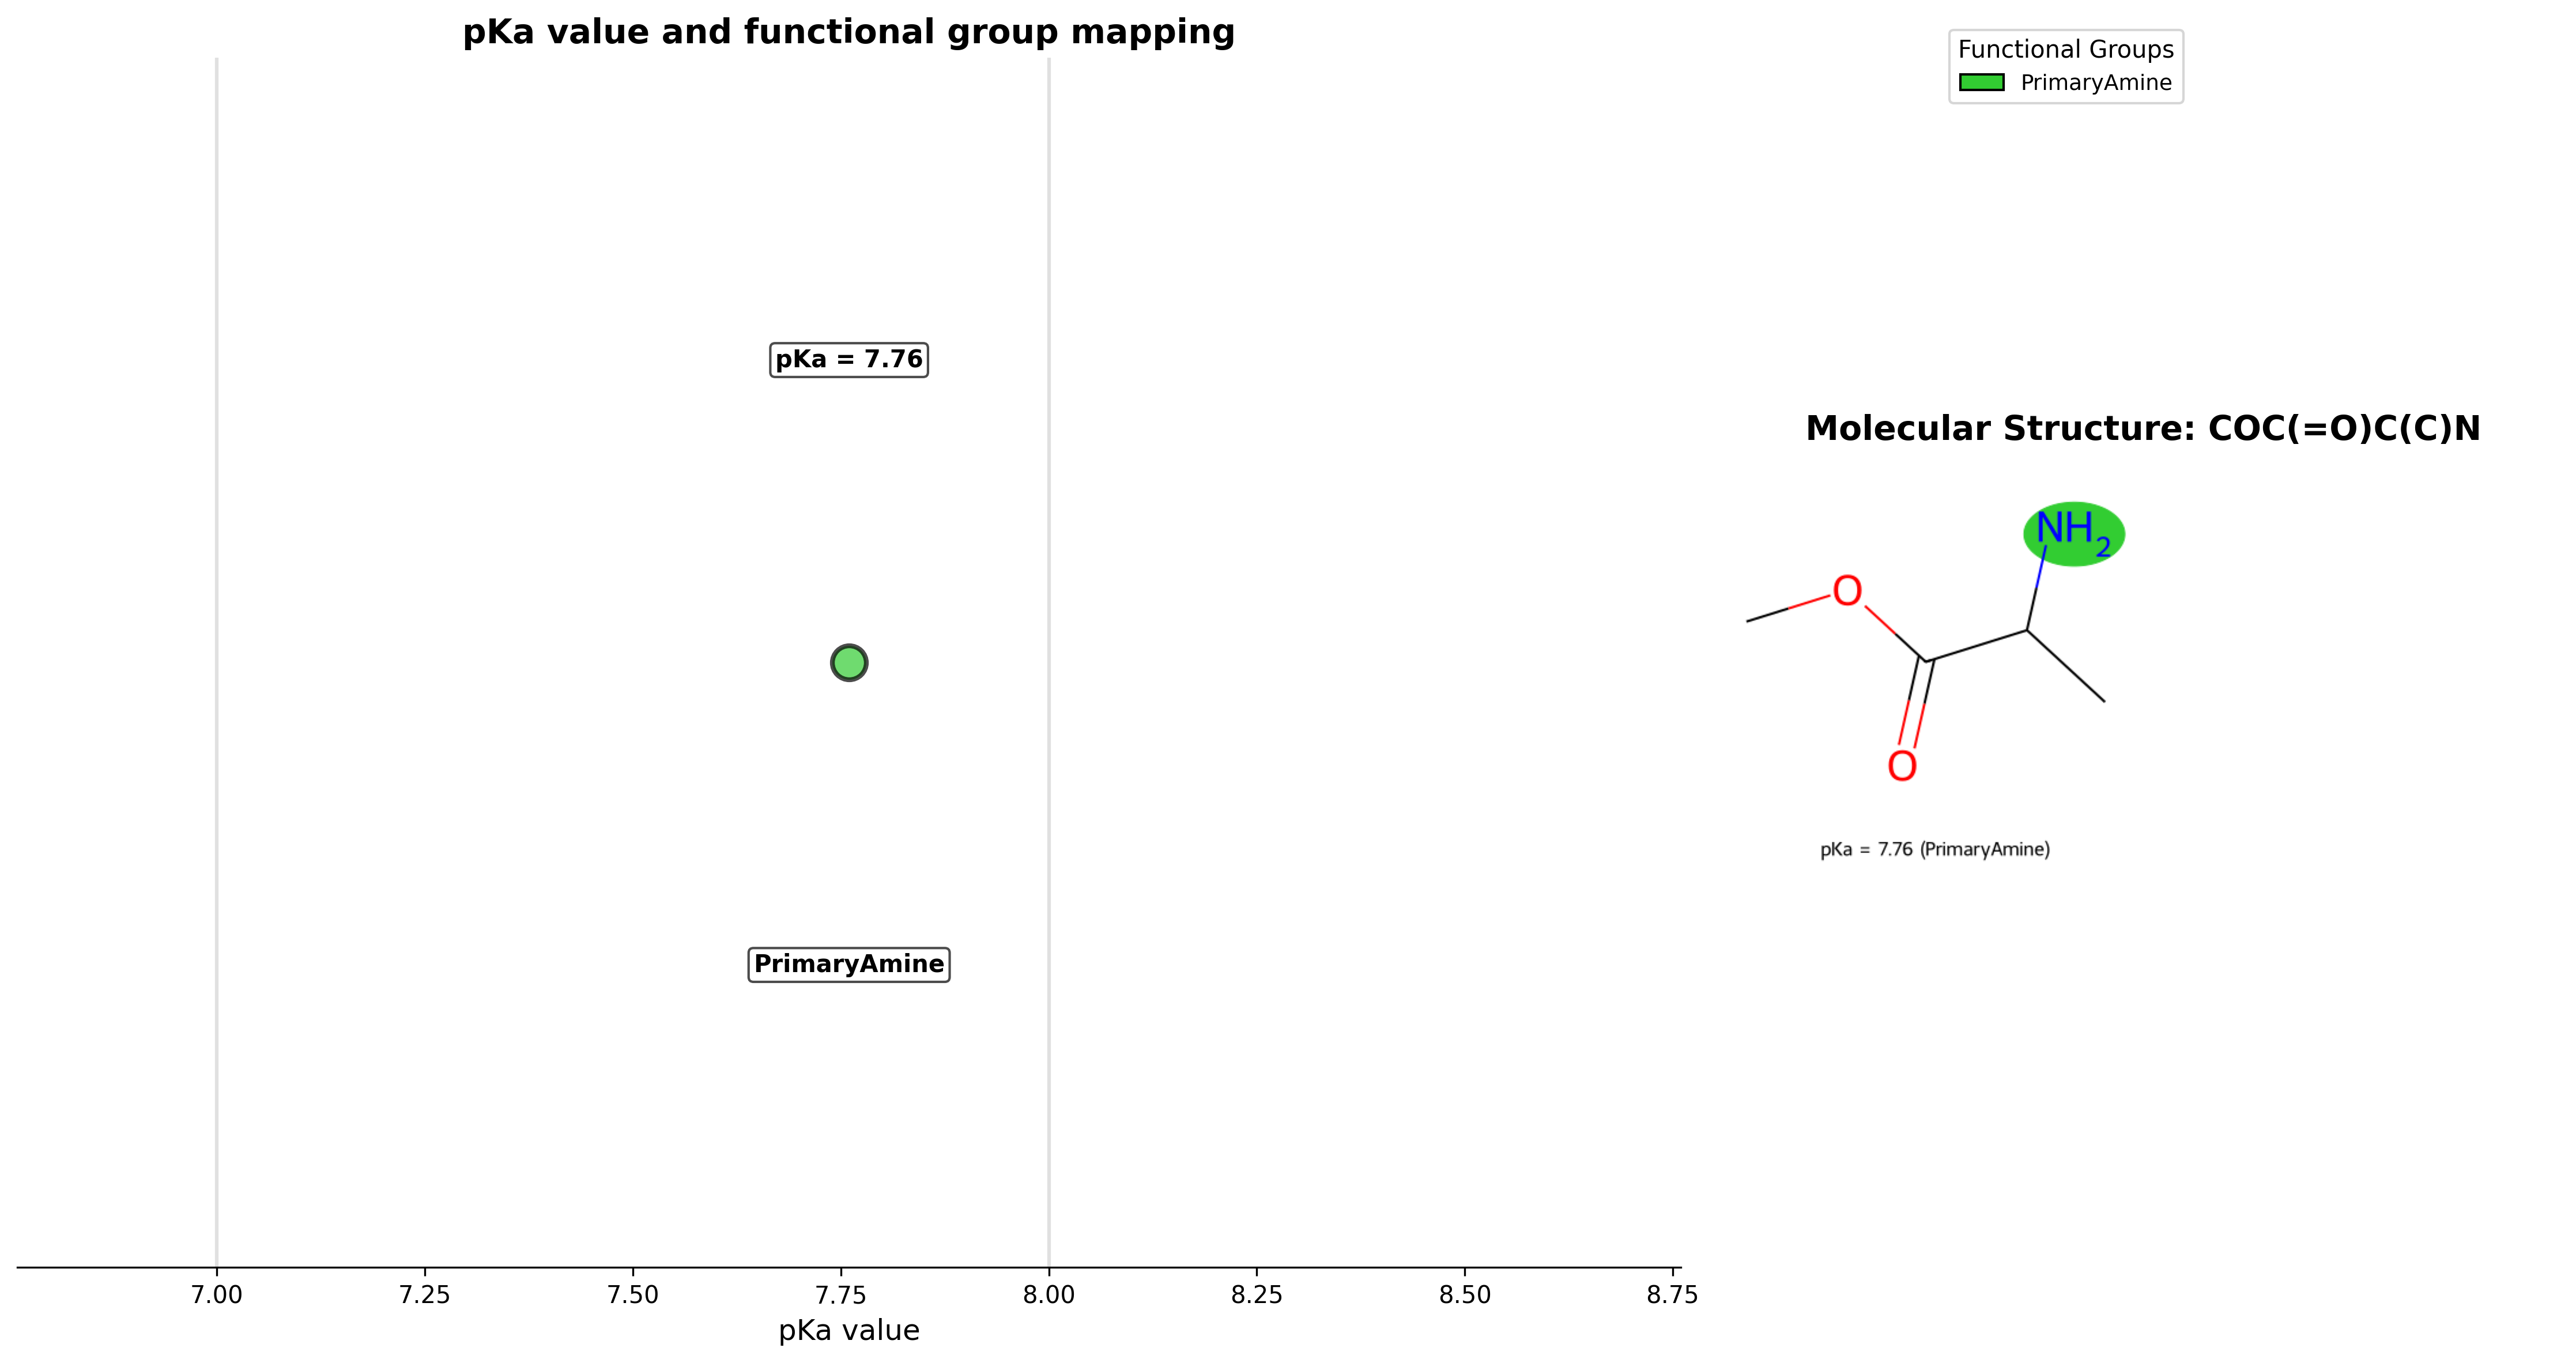 pKa value and functional group mapping
pKa = 7.76
PrimaryAmine
7.00 7.25 7.50 7.75 8.00 8.25 8.50 8.75
pKa value
Functional Groups
PrimaryAmine
Molecular Structure: COC(=O)C(C)N
NH2
O
O
pKa = 7.76 (PrimaryAmine)